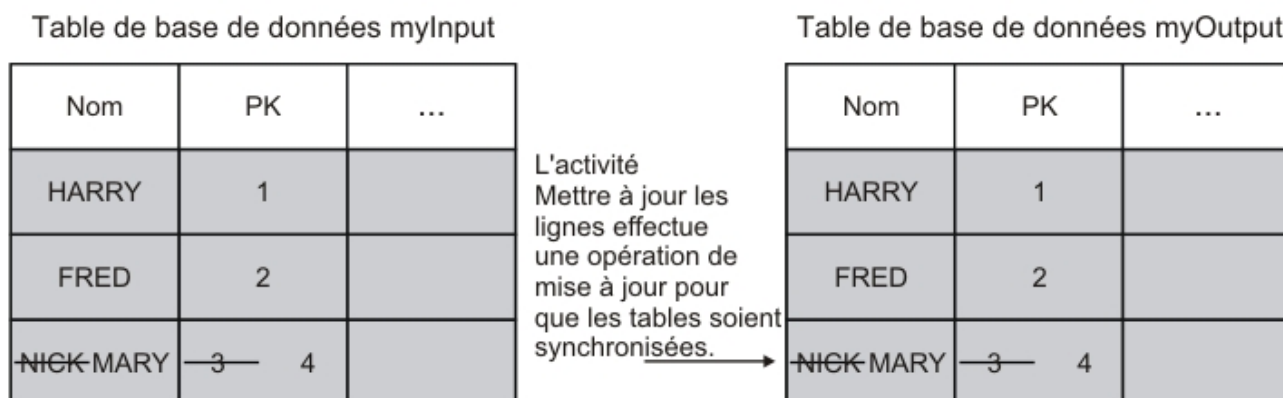 Table de base de données myInput
Table de base de données myOutput
Nom PK ...
HARRY 1
FRED 2
NICK MARY 3 4
L'activité
Mettre à jour les
lignes effectue
une opération de
mise à jour pour
que les tables soient
synchronisées.
Nom PK ...
HARRY 1
FRED 2
NICK MARY 3 4